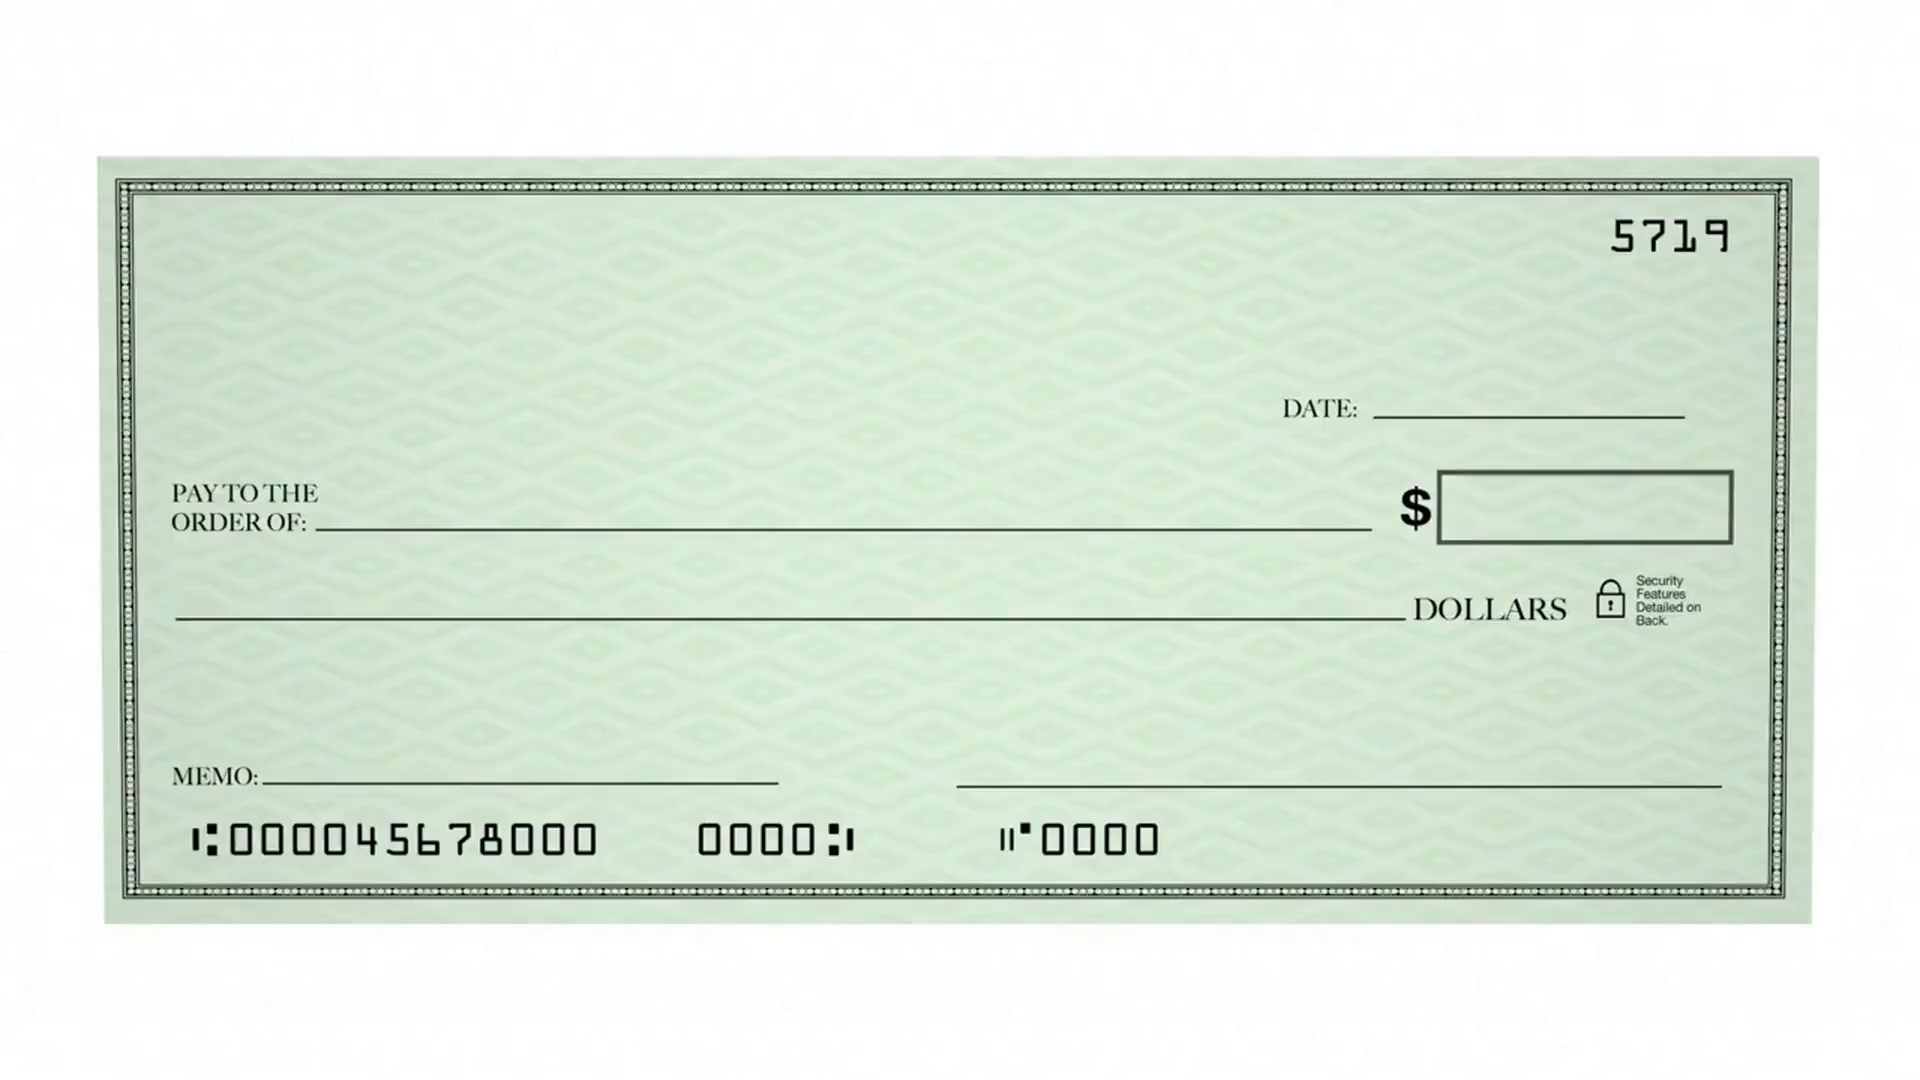 5719
DATE:
PAY TO THE
ORDER OF:
$
DOLLARS
Security
Features
Detailed on
Back.
MEMO:
⑆000045678000 0000⑆ ⑈0000